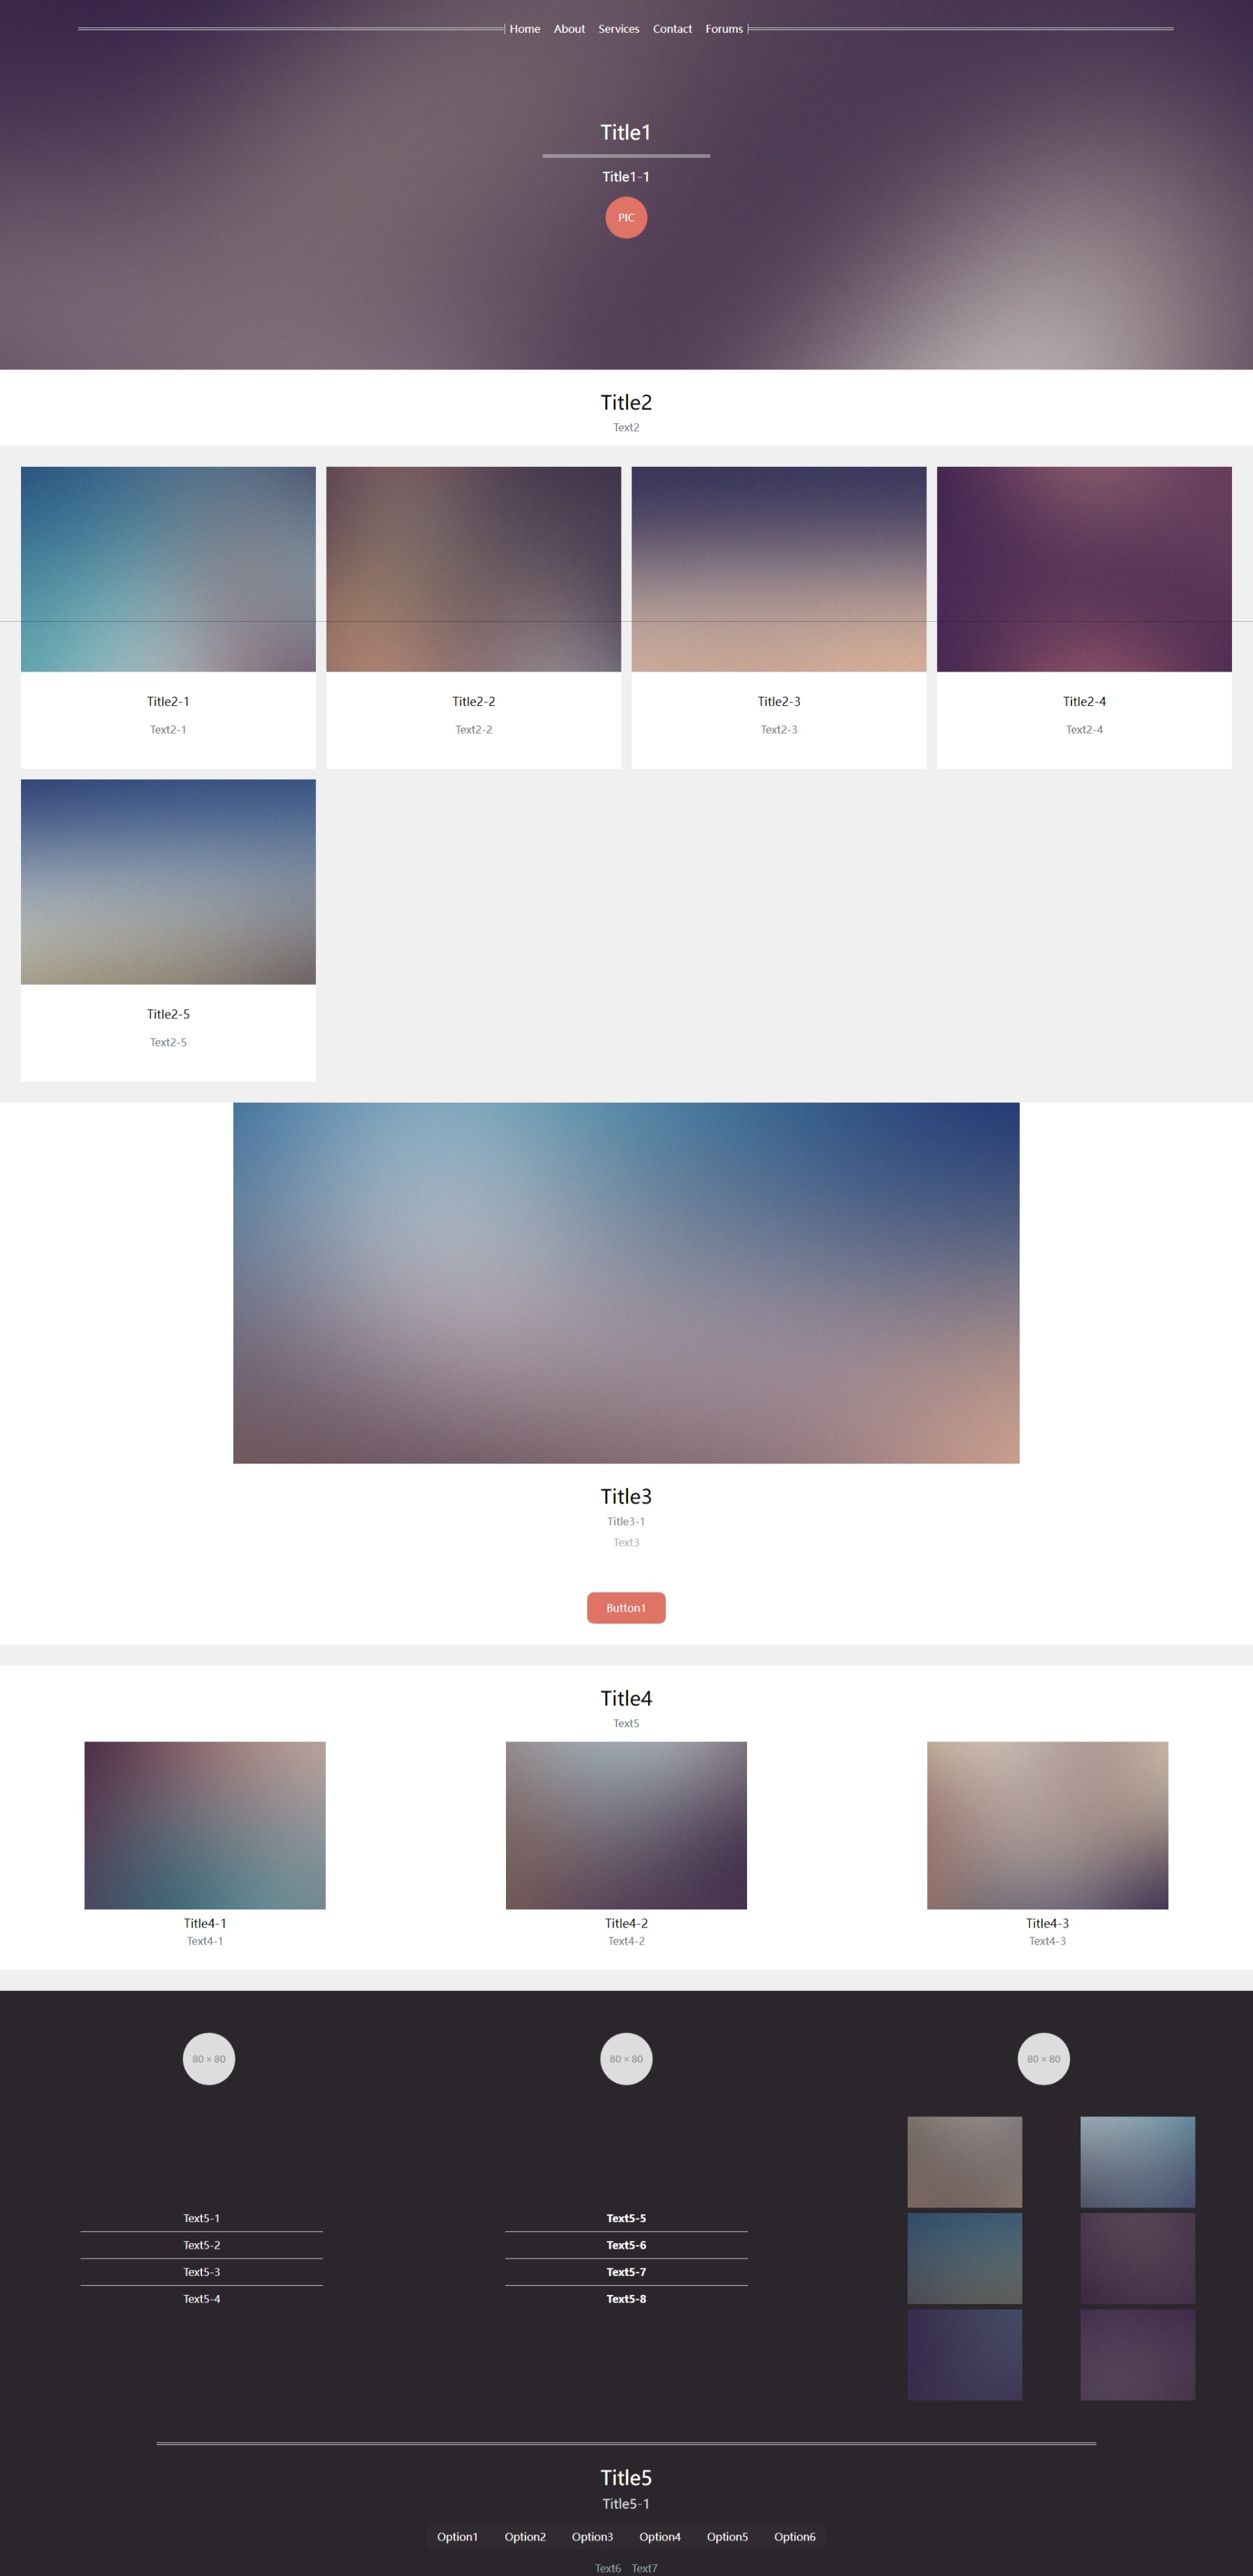 Home About Services Contact Forums
Title1
Title1-1
PIC
Title2
Text2
Title2-1 Title2-2 Title2-3 Title2-4
Text2-1 Text2-2 Text2-3 Text2-4
Title2-5
Text2-5
Title3
Title3-1
Text3
Button1
Title4
Text5
Title4-1 Title4-2 Title4-3
Text4-1 Text4-2 Text4-3
80 × 80 80 × 80 80 × 80
Text5-1 Text5-5
Text5-2 Text5-6
Text5-3 Text5-7
Text5-4 Text5-8
Title5
Title5-1
Option1 Option2 Option3 Option4 Option5 Option6
Text6 Text7